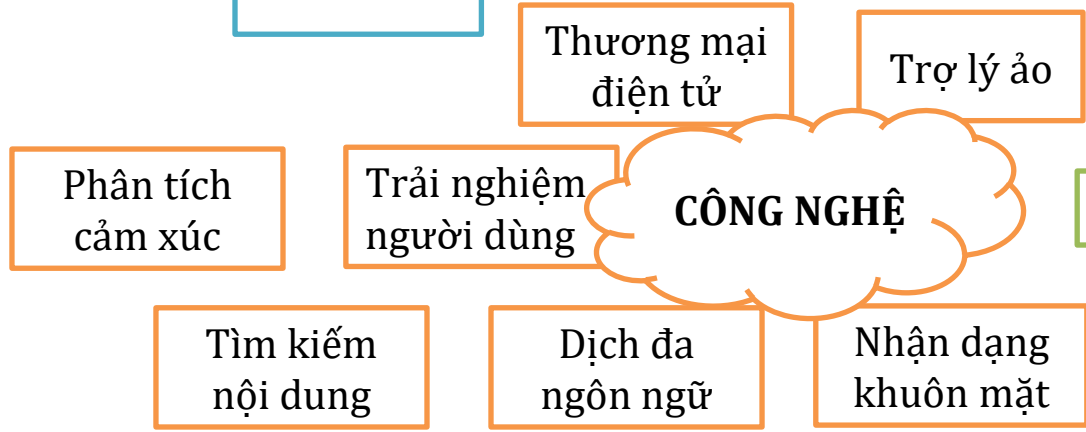 Thương mại
điện tử
Trợ lý ảo
Phân tích
cảm xúc
Trải nghiệm
người dùng
CÔNG NGHỆ
Tìm kiếm
nội dung
Dịch đa
ngôn ngữ
Nhận dạng
khuôn mặt